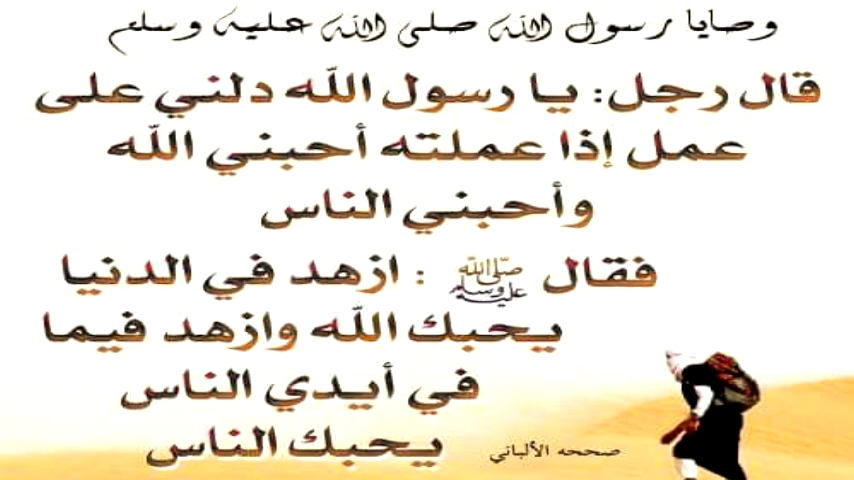 وصايا رسول الله صلى الله عليه وسلم
قال رجل: يا رسول الله دلني على
عمل إذا عملته أحبني الله
وأحبني الناس
فقال صلى الله عليه وسلم : ازهد في الدنيا
يحبك الله وازهد فيما
في أيدي الناس
يحبك الناس
صححه الألباني